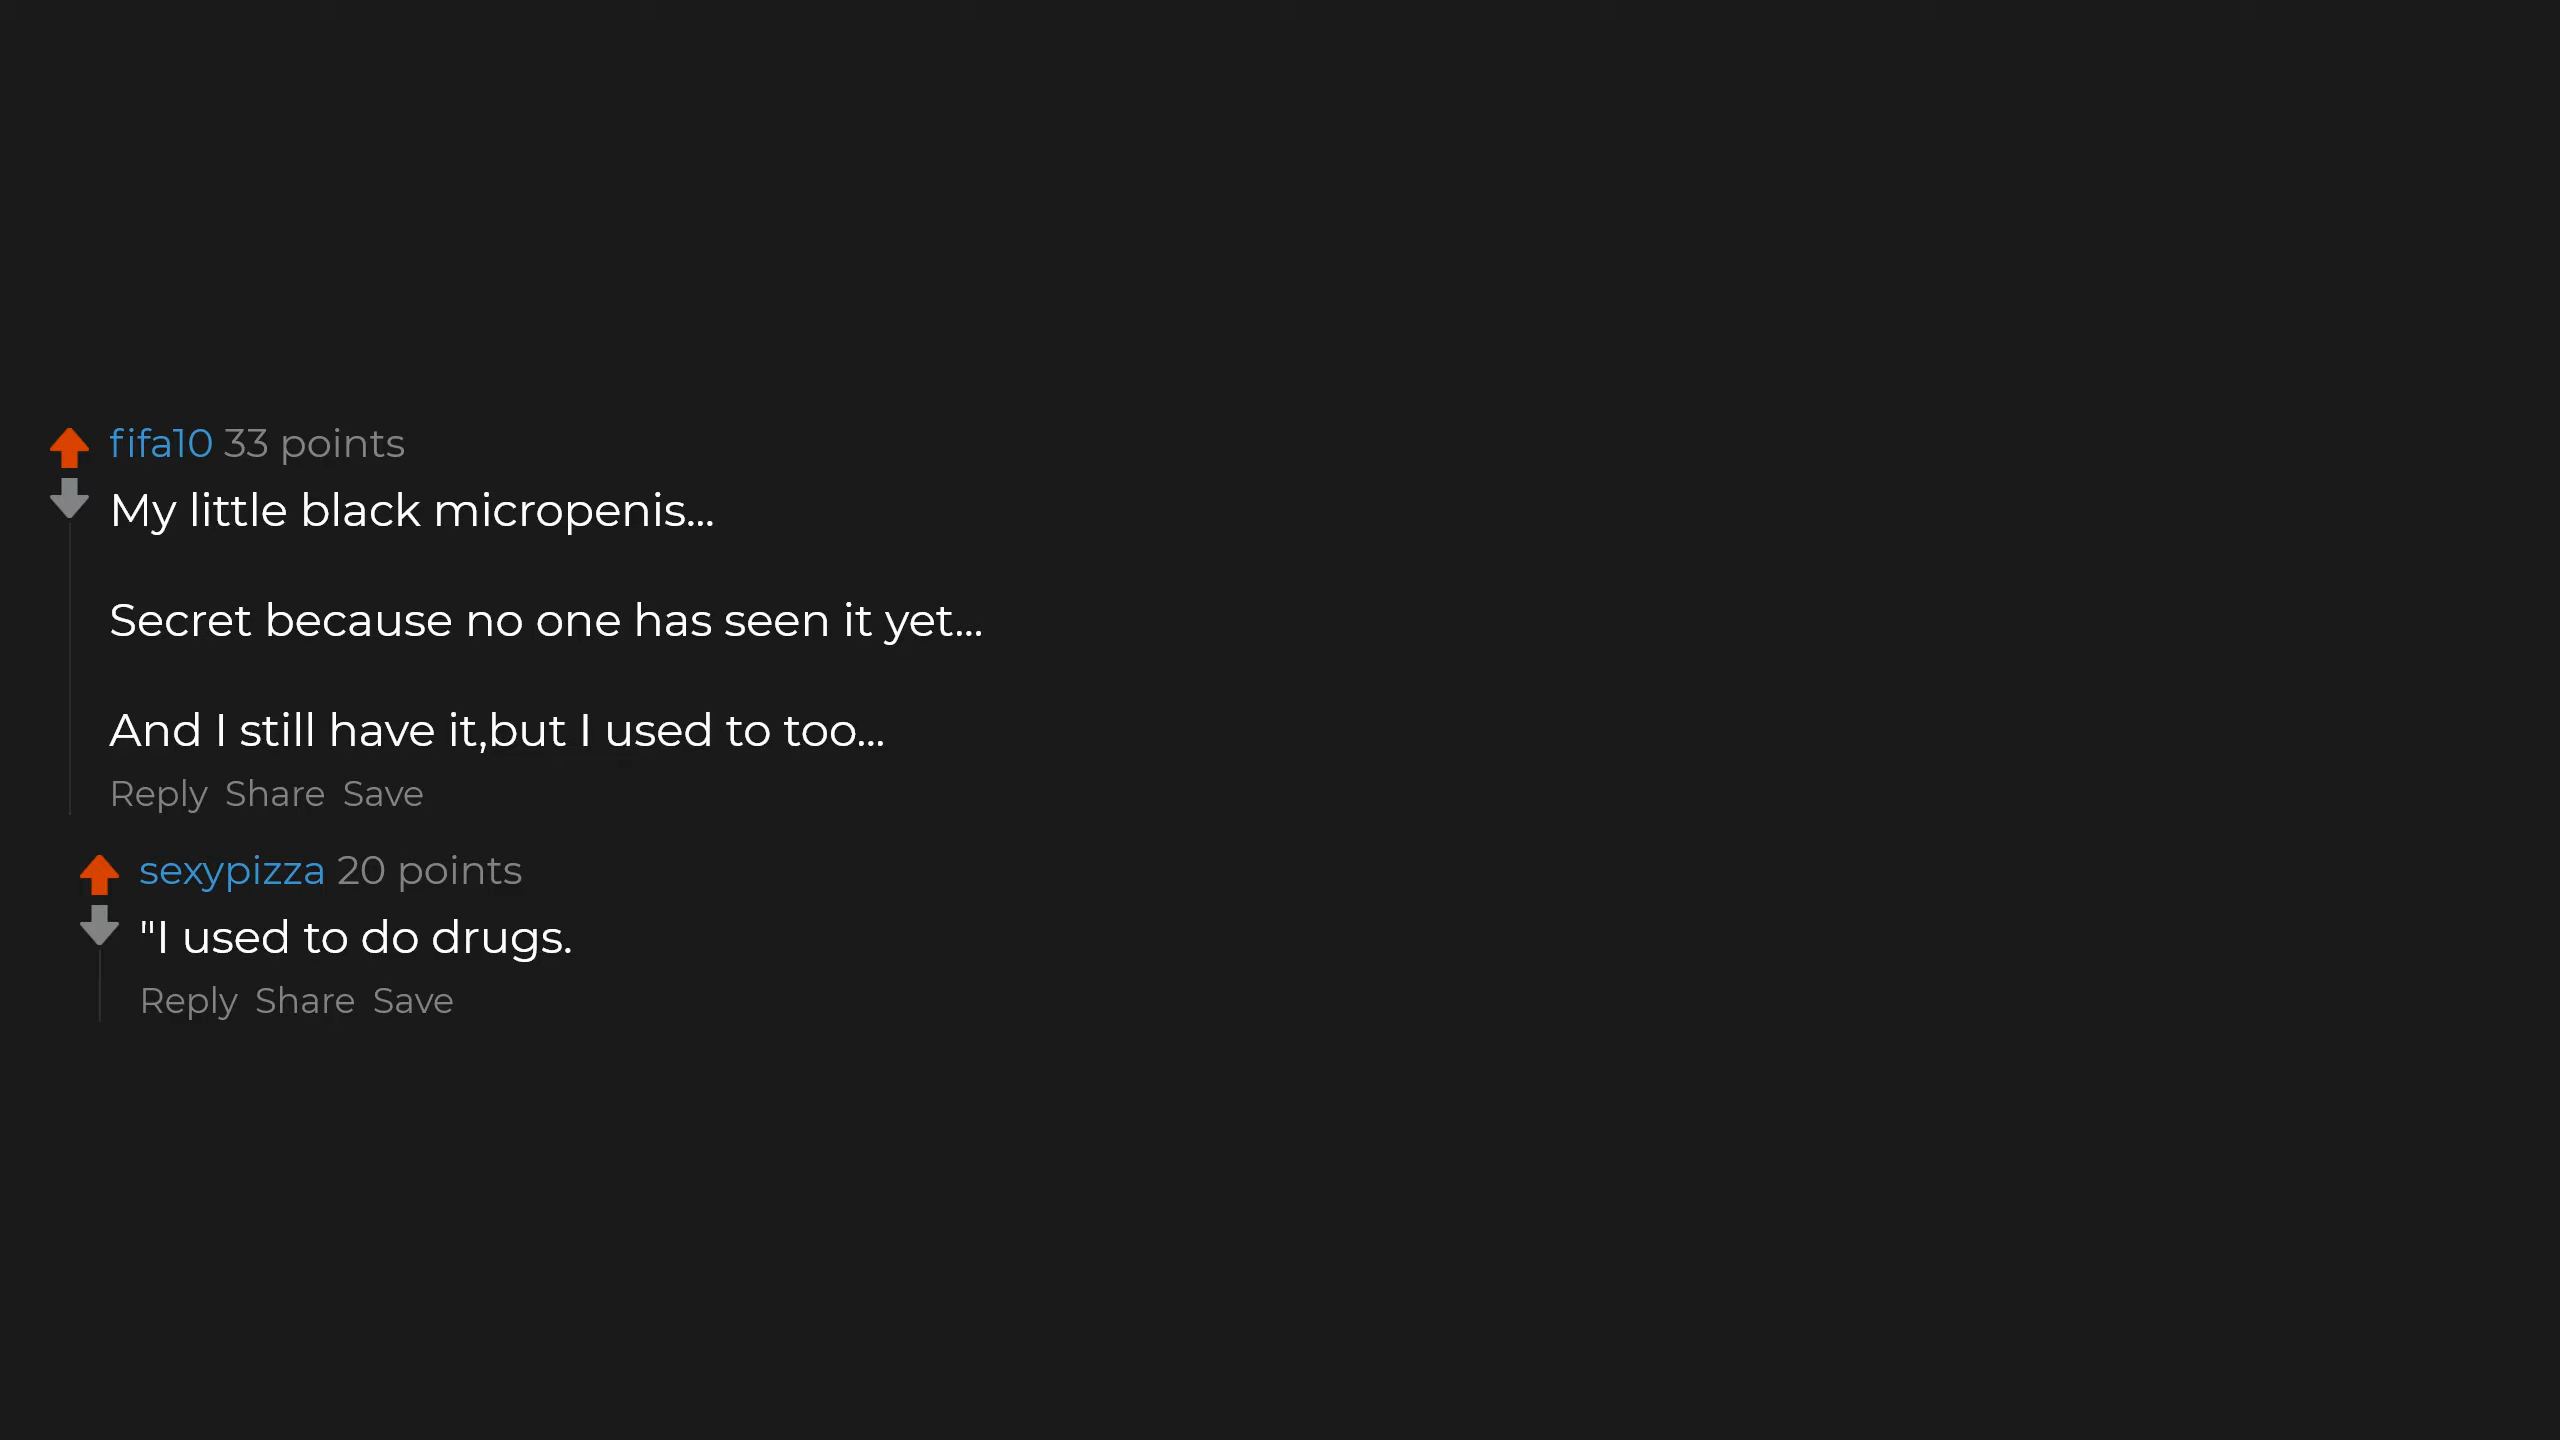 fifa10 33 points
My little black micropenis...
Secret because no one has seen it yet...
And I still have it,but I used to too...
Reply Share Save
sexypizza 20 points
"I used to do drugs.
Reply Share Save